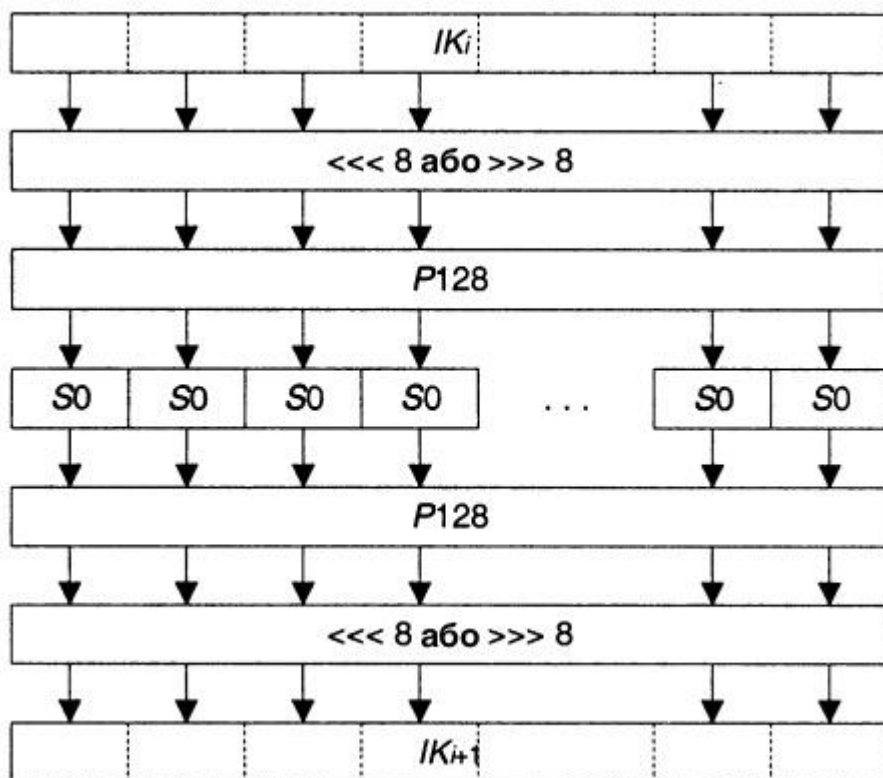 IKi
<<< 8 або >>> 8
P128
S0 S0 S0 S0 . . . S0 S0
P128
<<< 8 або >>> 8
IKi+1